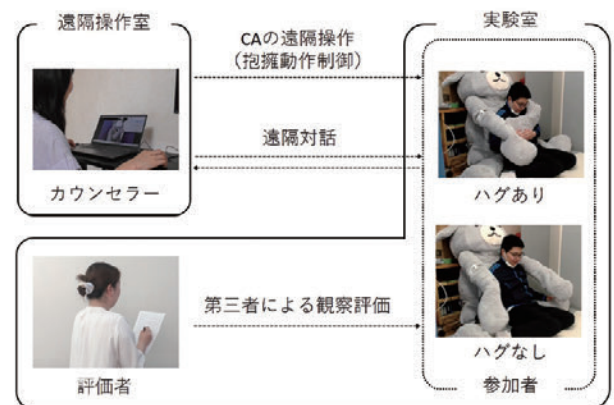 遠隔操作室
実験室
CAの遠隔操作
（抱擁動作制御）
遠隔対話
カウンセラー
ハグあり
第三者による観察評価
評価者
ハグなし
参加者